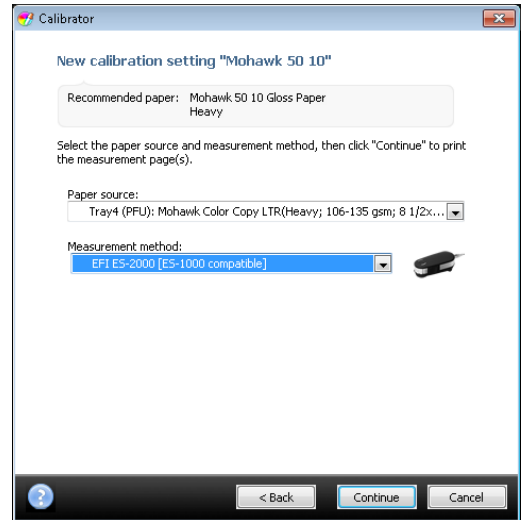 Calibrator
New calibration setting "Mohawk 50 10"
Recommended paper: Mohawk 50 10 Gloss Paper
Heavy
Select the paper source and measurement method, then click "Continue" to print
the measurement page(s).
Paper source:
Tray4 (PFU): Mohawk Color Copy LTR(Heavy; 106-135 gsm; 8 1/2x...
Measurement method:
EFI ES-2000 [ES-1000 compatible]
?
< Back
Continue
Cancel